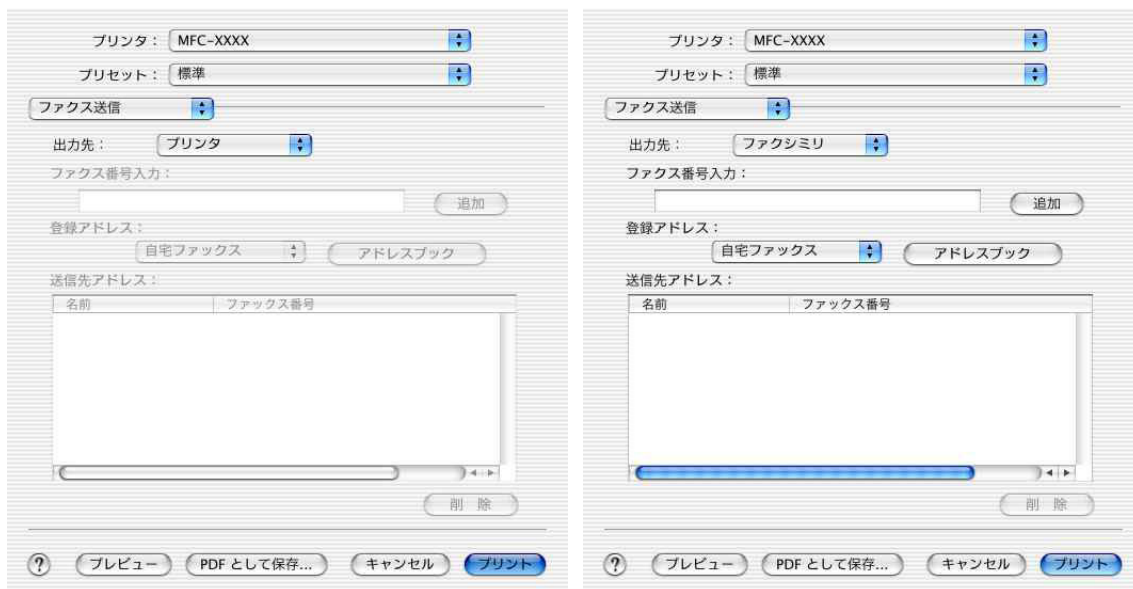 プリンタ： MFC-XXXX
プリセット： 標準
ファクス送信
出力先： プリンタ
ファクス番号入力：
追加
登録アドレス：
自宅ファックス アドレスブック
送信先アドレス：
名前 ファックス番号
削 除
? プレビュー PDF として保存... キャンセル プリント
プリンタ： MFC-XXXX
プリセット： 標準
ファクス送信
出力先： ファクシミリ
ファクス番号入力：
追加
登録アドレス：
自宅ファックス アドレスブック
送信先アドレス：
名前 ファックス番号
削 除
? プレビュー PDF として保存... キャンセル プリント